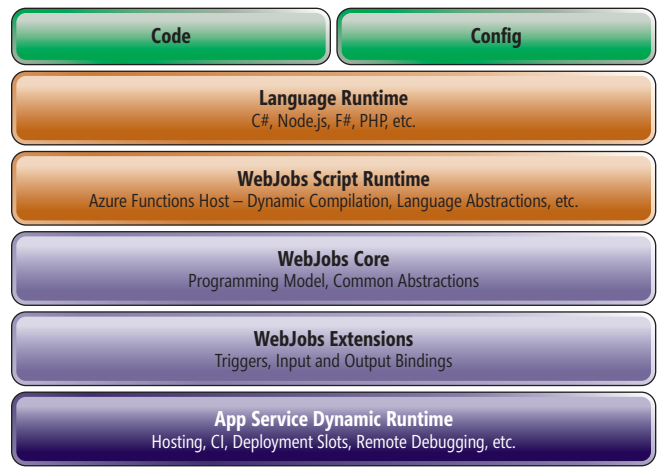 Code
Config
Language Runtime
C#, Node.js, F#, PHP, etc.
WebJobs Script Runtime
Azure Functions Host – Dynamic Compilation, Language Abstractions, etc.
WebJobs Core
Programming Model, Common Abstractions
WebJobs Extensions
Triggers, Input and Output Bindings
App Service Dynamic Runtime
Hosting, CI, Deployment Slots, Remote Debugging, etc.